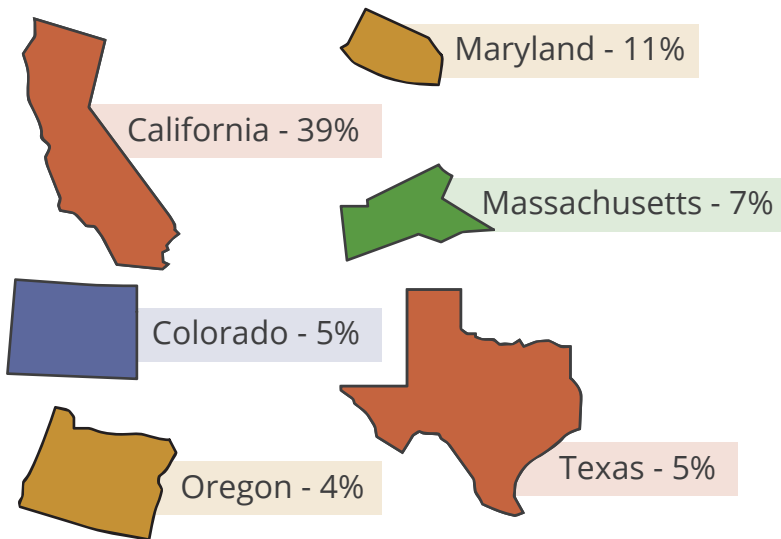 Maryland - 11%
California - 39%
Massachusetts - 7%
Colorado - 5%
Texas - 5%
Oregon - 4%